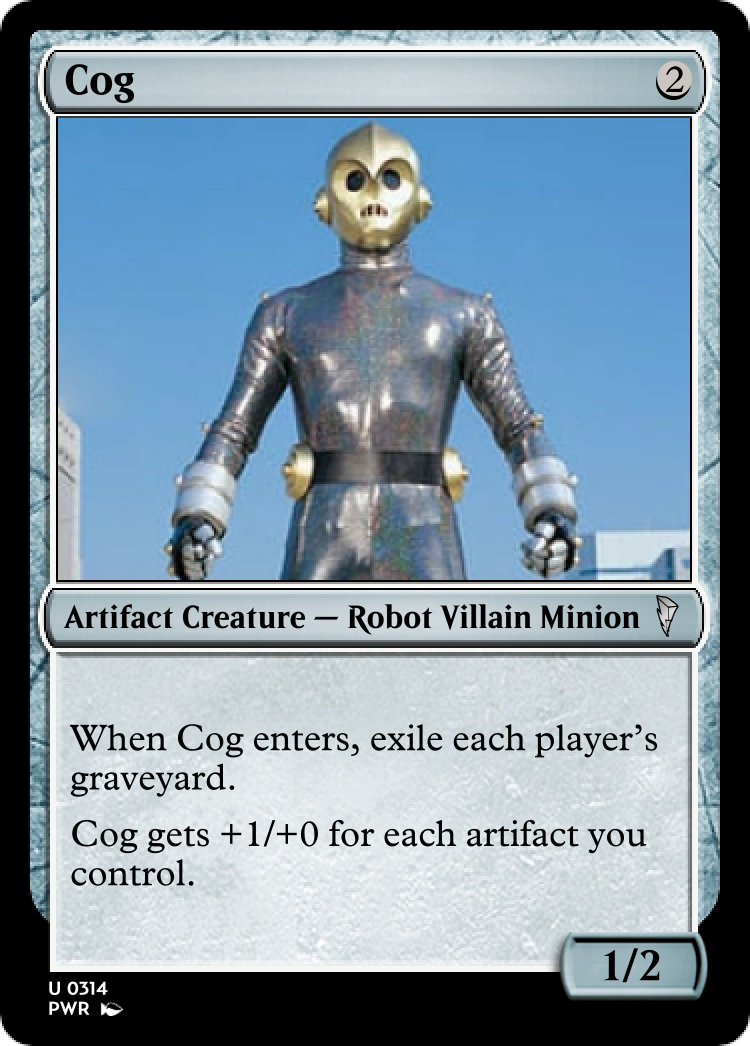 Cog 2
Artifact Creature — Robot Villain Minion
When Cog enters, exile each player's
graveyard.
Cog gets +1/+0 for each artifact you
control.
1/2
U 0314
PWR